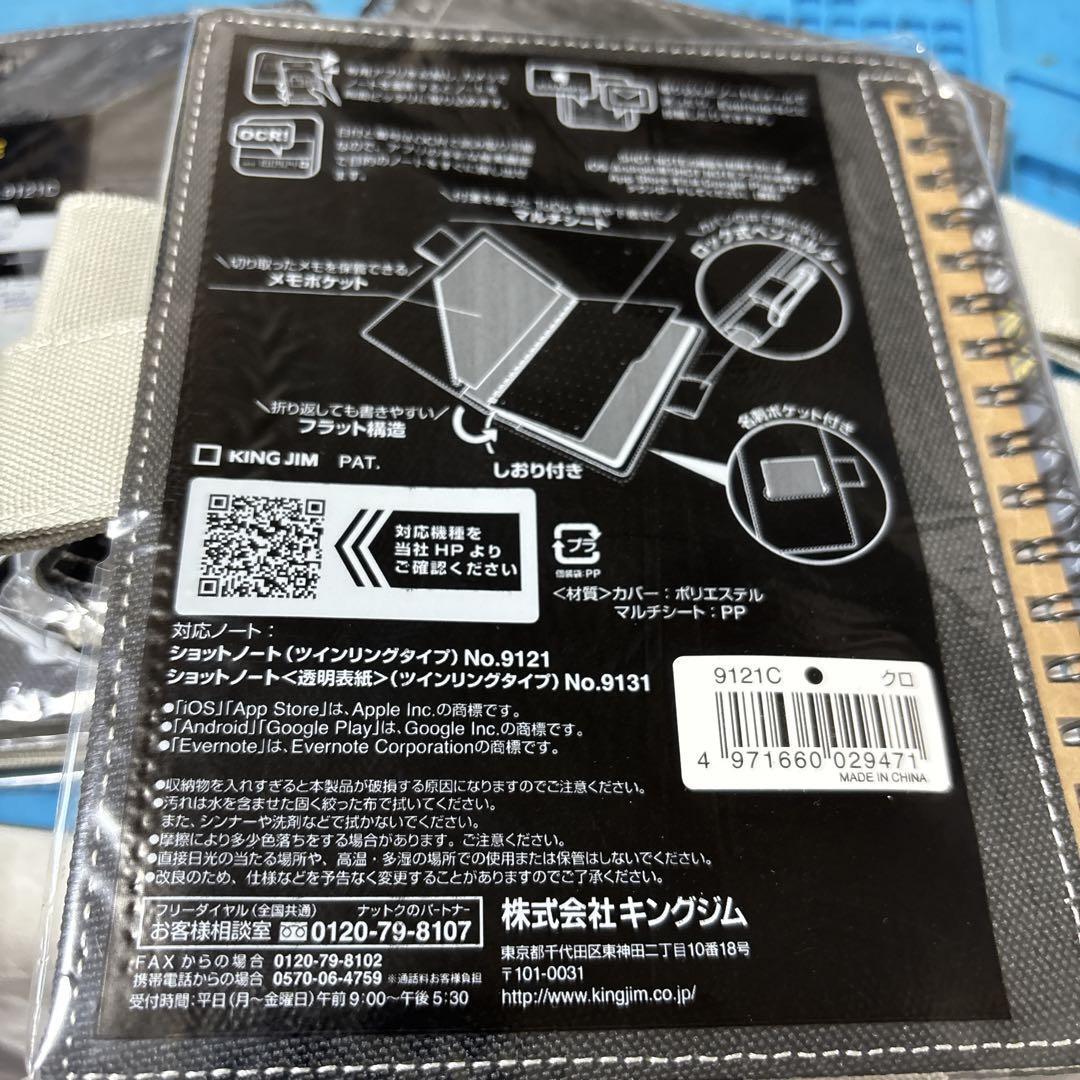 9121C
OCR!
マルチシート
ロック式ペンホルダー
切り取ったメモを保管できる
メモポケット
折り返しても書きやすい
フラット構造
しおり付き
名刺ポケット付き
KING JIM PAT.
対応機種を
当社HPより
ご確認ください
プラ
個装袋:PP
<材質>カバー:ポリエステル
マルチシート:PP
対応ノート:
ショットノート(ツインリングタイプ)No.9121
ショットノート<透明表紙>(ツインリングタイプ)No.9131
●「iOS」「App Store」は、Apple Inc.の商標です。
●「Android」「Google Play」は、Google Inc.の商標です。
●「Evernote」は、Evernote Corporationの商標です。
9121C ● クロ
4 971660 029471
MADE IN CHINA
●収納物を入れすぎると本製品が破損する原因になりますのでご注意ください。
●汚れは水を含ませた固く絞った布で拭いてください。
また、シンナーや洗剤などで拭かないでください。
●摩擦により多少色落ちをする場合があります。ご注意ください。
●直接日光の当たる場所や、高温・多湿の場所での使用または保管はしないでください。
●改良のため、仕様などを予告なく変更することがありますのでご了承ください。
フリーダイヤル(全国共通) ナットクのパートナー
お客様相談室 0120-79-8107
FAXからの場合 0120-79-8102
携帯電話からの場合 0570-06-4759 ※通話料お客様負担
受付時間:平日(月〜金曜日)午前9:00〜午後5:30
株式会社キングジム
東京都千代田区東神田二丁目10番18号
〒101-0031
http://www.kingjim.co.jp/